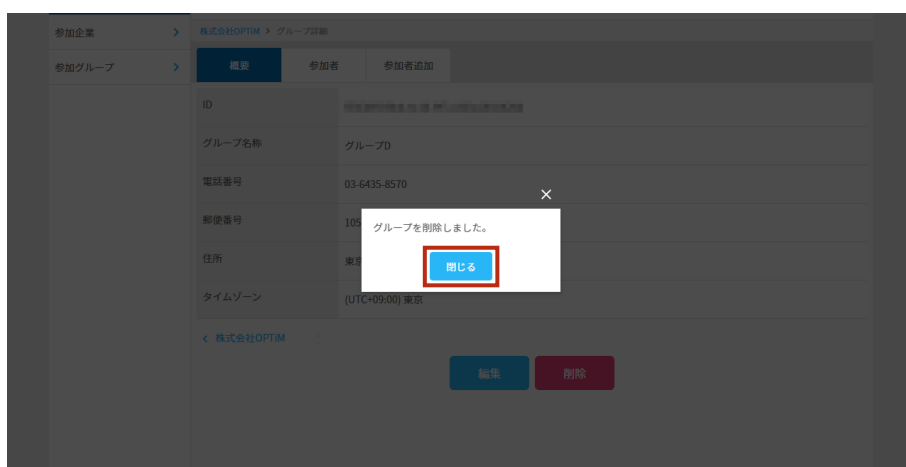 参加企業
株式会社OPTiM > グループ詳細
参加グループ
概要 参加者 参加者追加
ID
グループ名称 グループD
電話番号 03-6435-8570
郵便番号 105
グループを削除しました。
住所 東京
閉じる
タイムゾーン (UTC+09:00) 東京
株式会社OPTiM
編集 削除